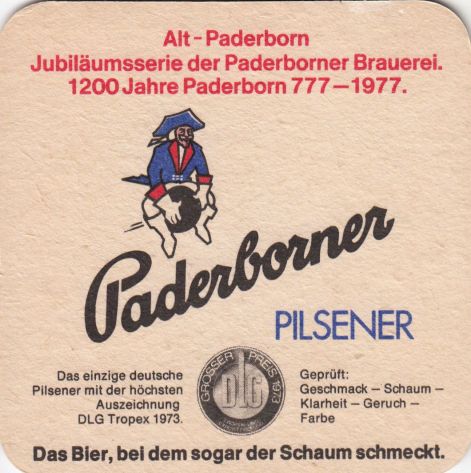 Alt - Paderborn
Jubiläumsserie der Paderborner Brauerei.
1200 Jahre Paderborn 777 – 1977.
Paderborner
PILSENER
Das einzige deutsche
Pilsener mit der höchsten
Auszeichnung
DLG Tropex 1973.
GROSSER PREIS 1973
DLG
Geprüft:
Geschmack – Schaum –
Klarheit – Geruch –
Farbe
Das Bier, bei dem sogar der Schaum schmeckt.